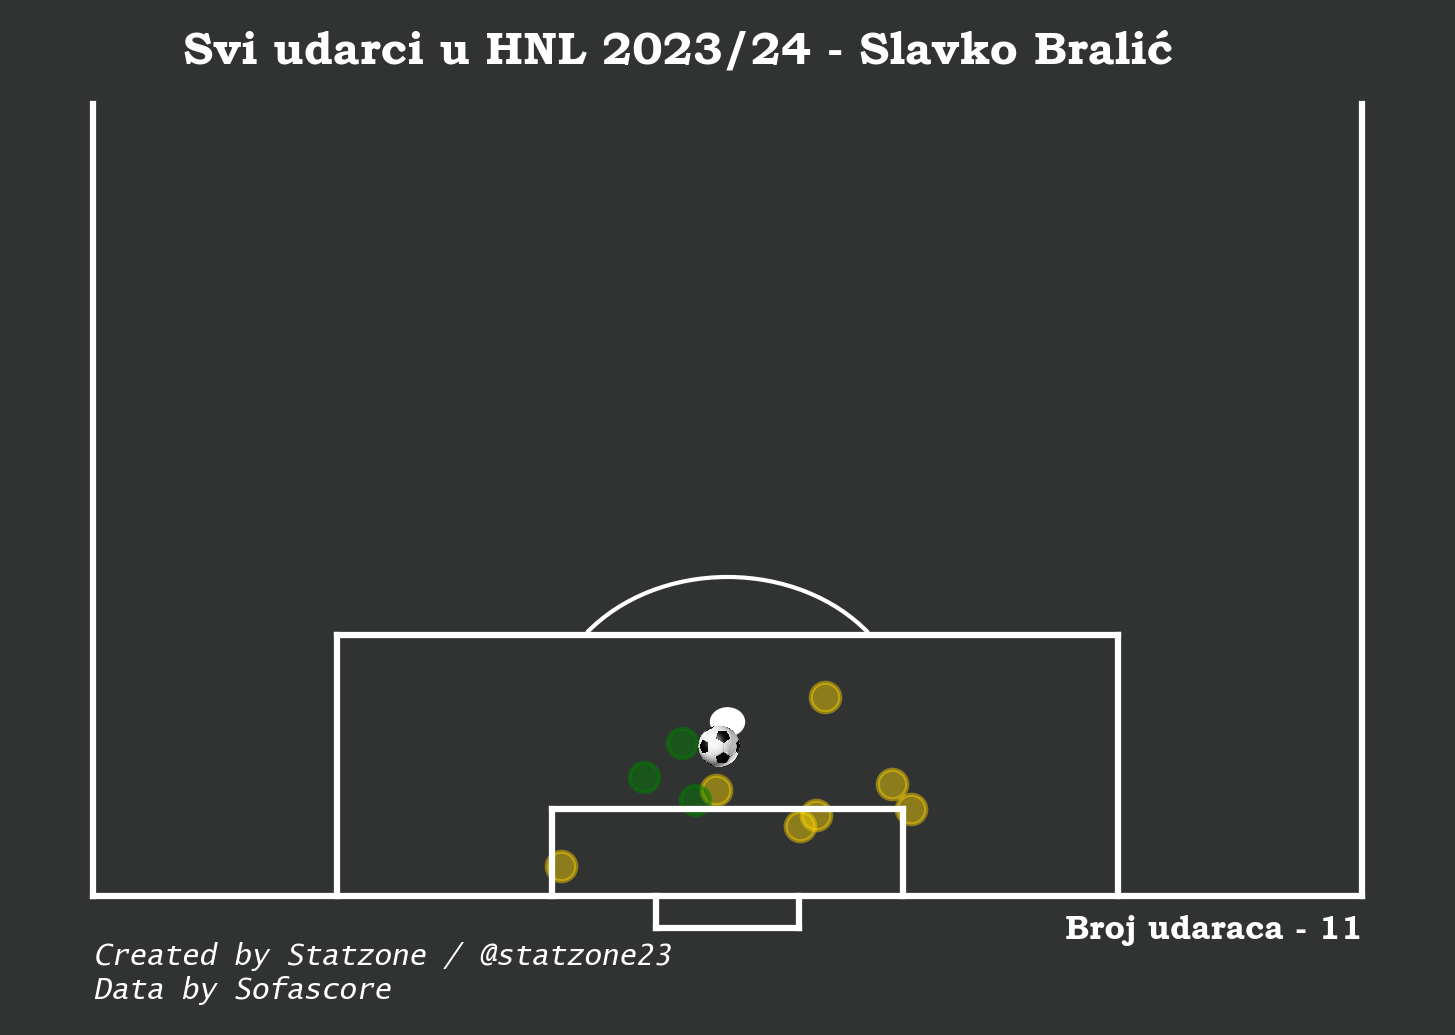 Svi udarci u HNL 2023/24 - Slavko Bralić
Broj udaraca - 11
Created by Statzone / @statzone23
Data by Sofascore